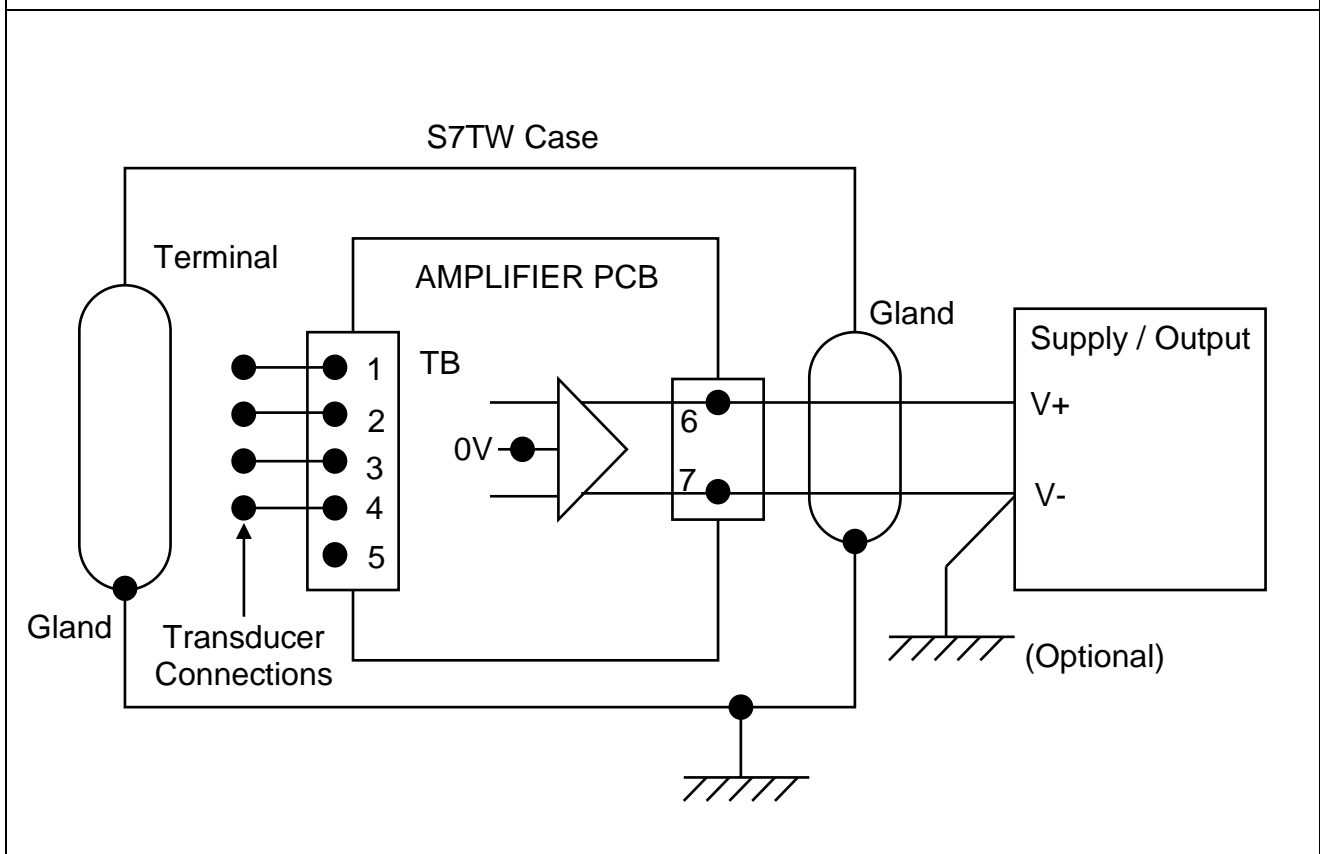 S7TW Case
Terminal
AMPLIFIER PCB
Gland
Supply / Output
TB
1
2
3
4
5
0V
6
7
V+
V-
Gland
Transducer
Connections
(Optional)